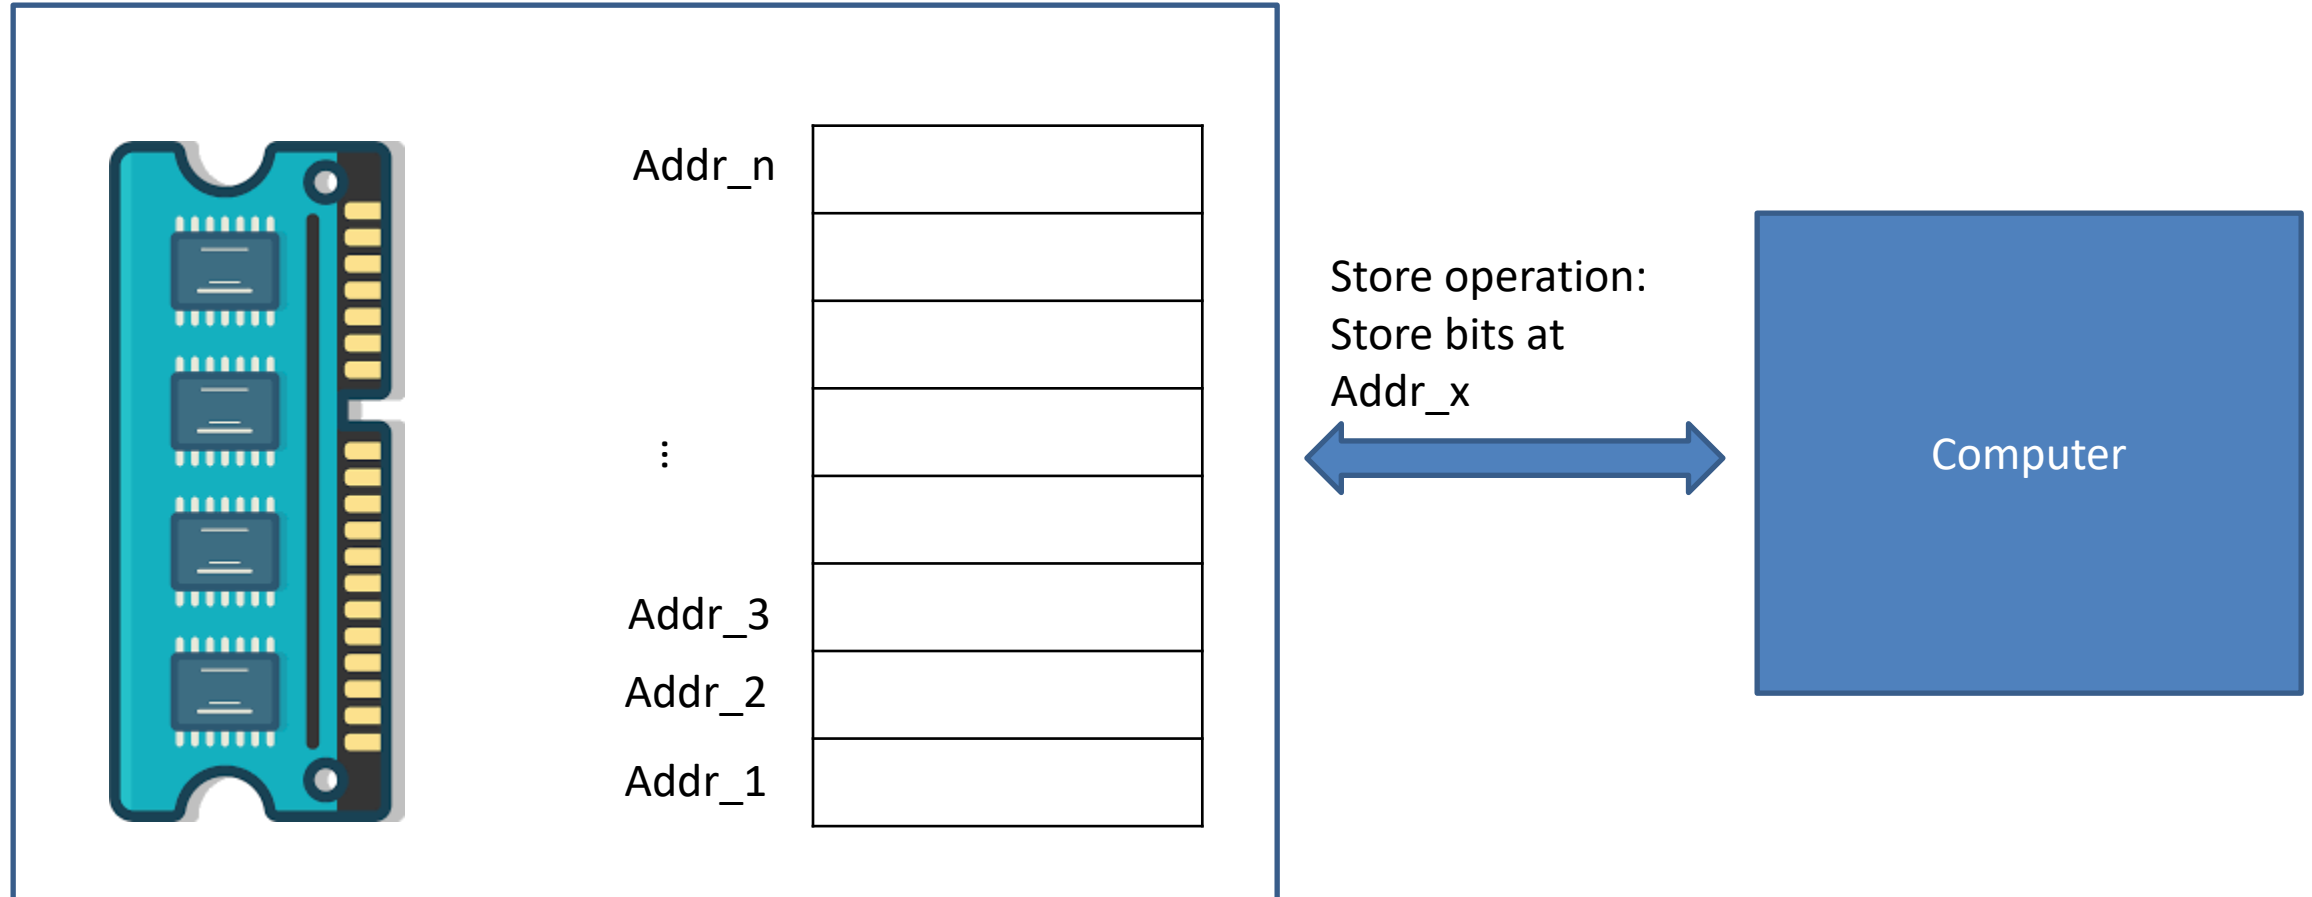 Addr_n
...
Addr_3
Addr_2
Addr_1
Store operation:
Store bits at
Addr_x
Computer